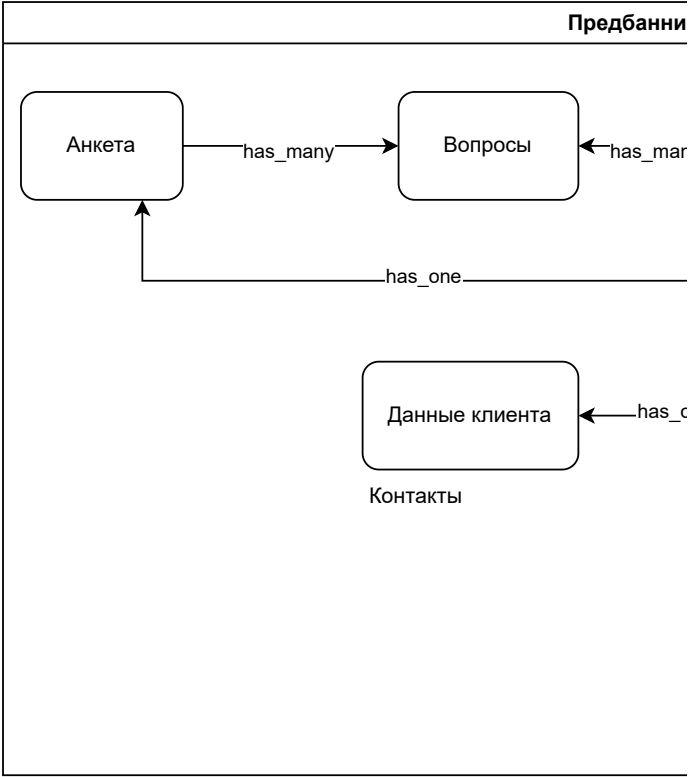 Предбанни
Анкета
has_many
Вопросы
has_man
has_one
Данные клиента
has_o
Контакты